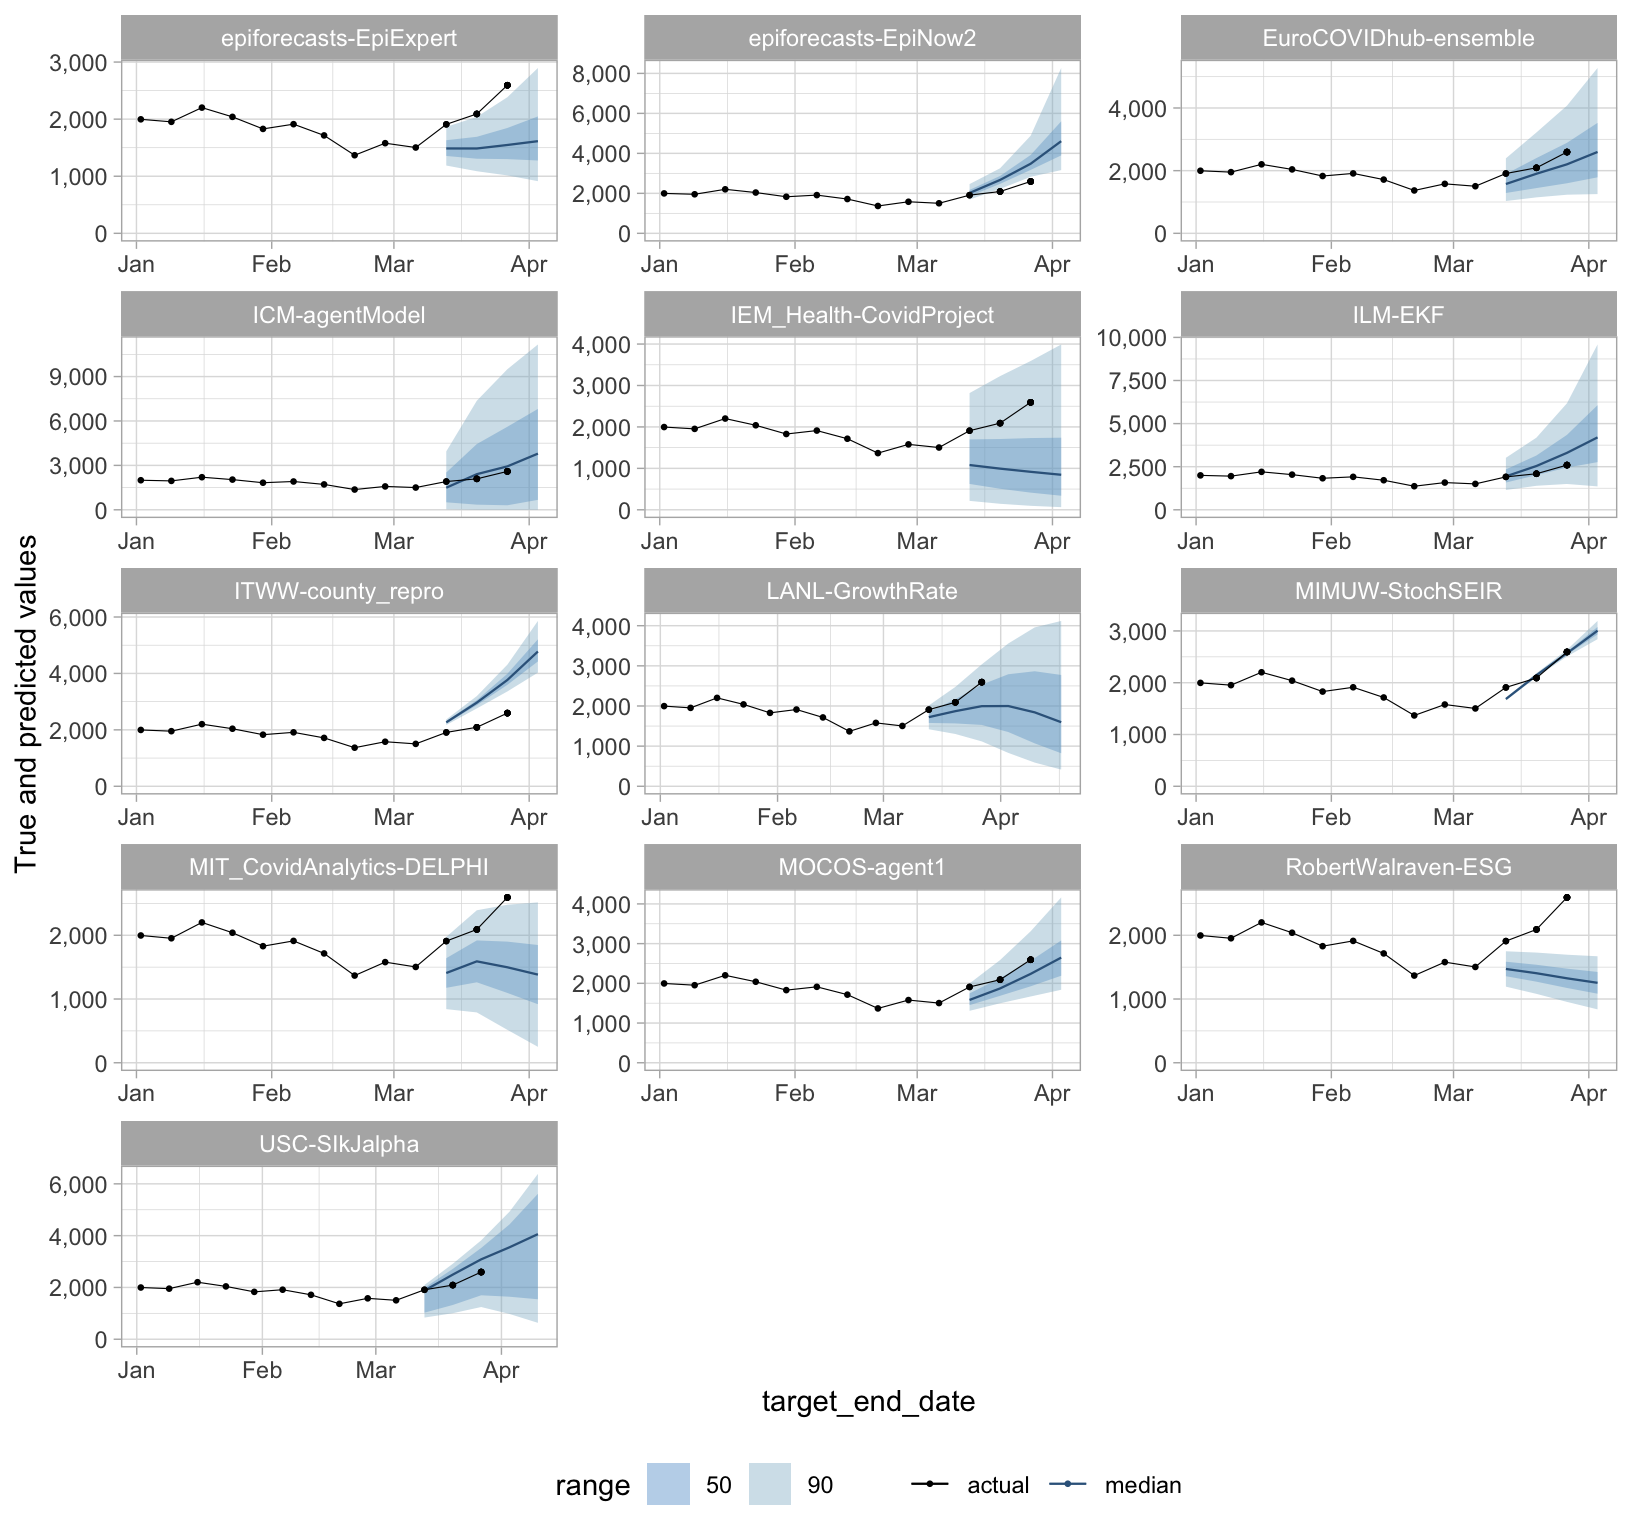 epiforecasts-EpiExpert
epiforecasts-EpiNow2
EuroCOVIDhub-ensemble
3,000
2,000
1,000
0
Jan Feb Mar Apr
8,000
6,000
4,000
2,000
0
Jan Feb Mar Apr
4,000
2,000
0
Jan Feb Mar Apr
ICM-agentModel
IEM_Health-CovidProject
ILM-EKF
9,000
6,000
3,000
0
Jan Feb Mar Apr
4,000
3,000
2,000
1,000
0
Jan Feb Mar Apr
10,000
7,500
5,000
2,500
0
Jan Feb Mar Apr
True and predicted values
ITWW-county_repro
LANL-GrowthRate
MIMUW-StochSEIR
6,000
4,000
2,000
0
Jan Feb Mar Apr
4,000
3,000
2,000
1,000
0
Jan Feb Mar Apr
3,000
2,000
1,000
0
Jan Feb Mar Apr
MIT_CovidAnalytics-DELPHI
MOCOS-agent1
RobertWalraven-ESG
2,000
1,000
0
Jan Feb Mar Apr
4,000
3,000
2,000
1,000
0
Jan Feb Mar Apr
2,000
1,000
0
Jan Feb Mar Apr
USC-SIkJalpha
6,000
4,000
2,000
0
Jan Feb Mar Apr
target_end_date
range 50 90 actual median